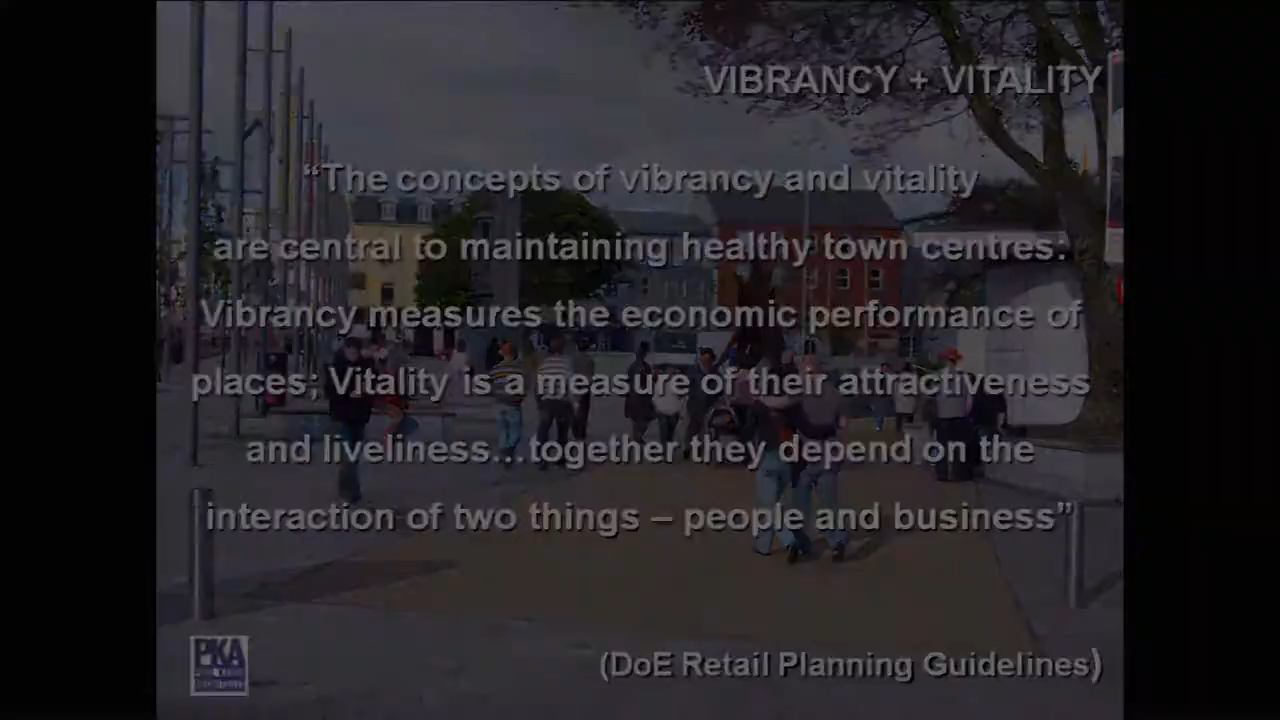 VIBRANCY + VITALITY
“The concepts of vibrancy and vitality
are central to maintaining healthy town centres:
Vibrancy measures the economic performance of
places; Vitality is a measure of their attractiveness
and liveliness...together they depend on the
interaction of two things – people and business”
PKA
(DoE Retail Planning Guidelines)